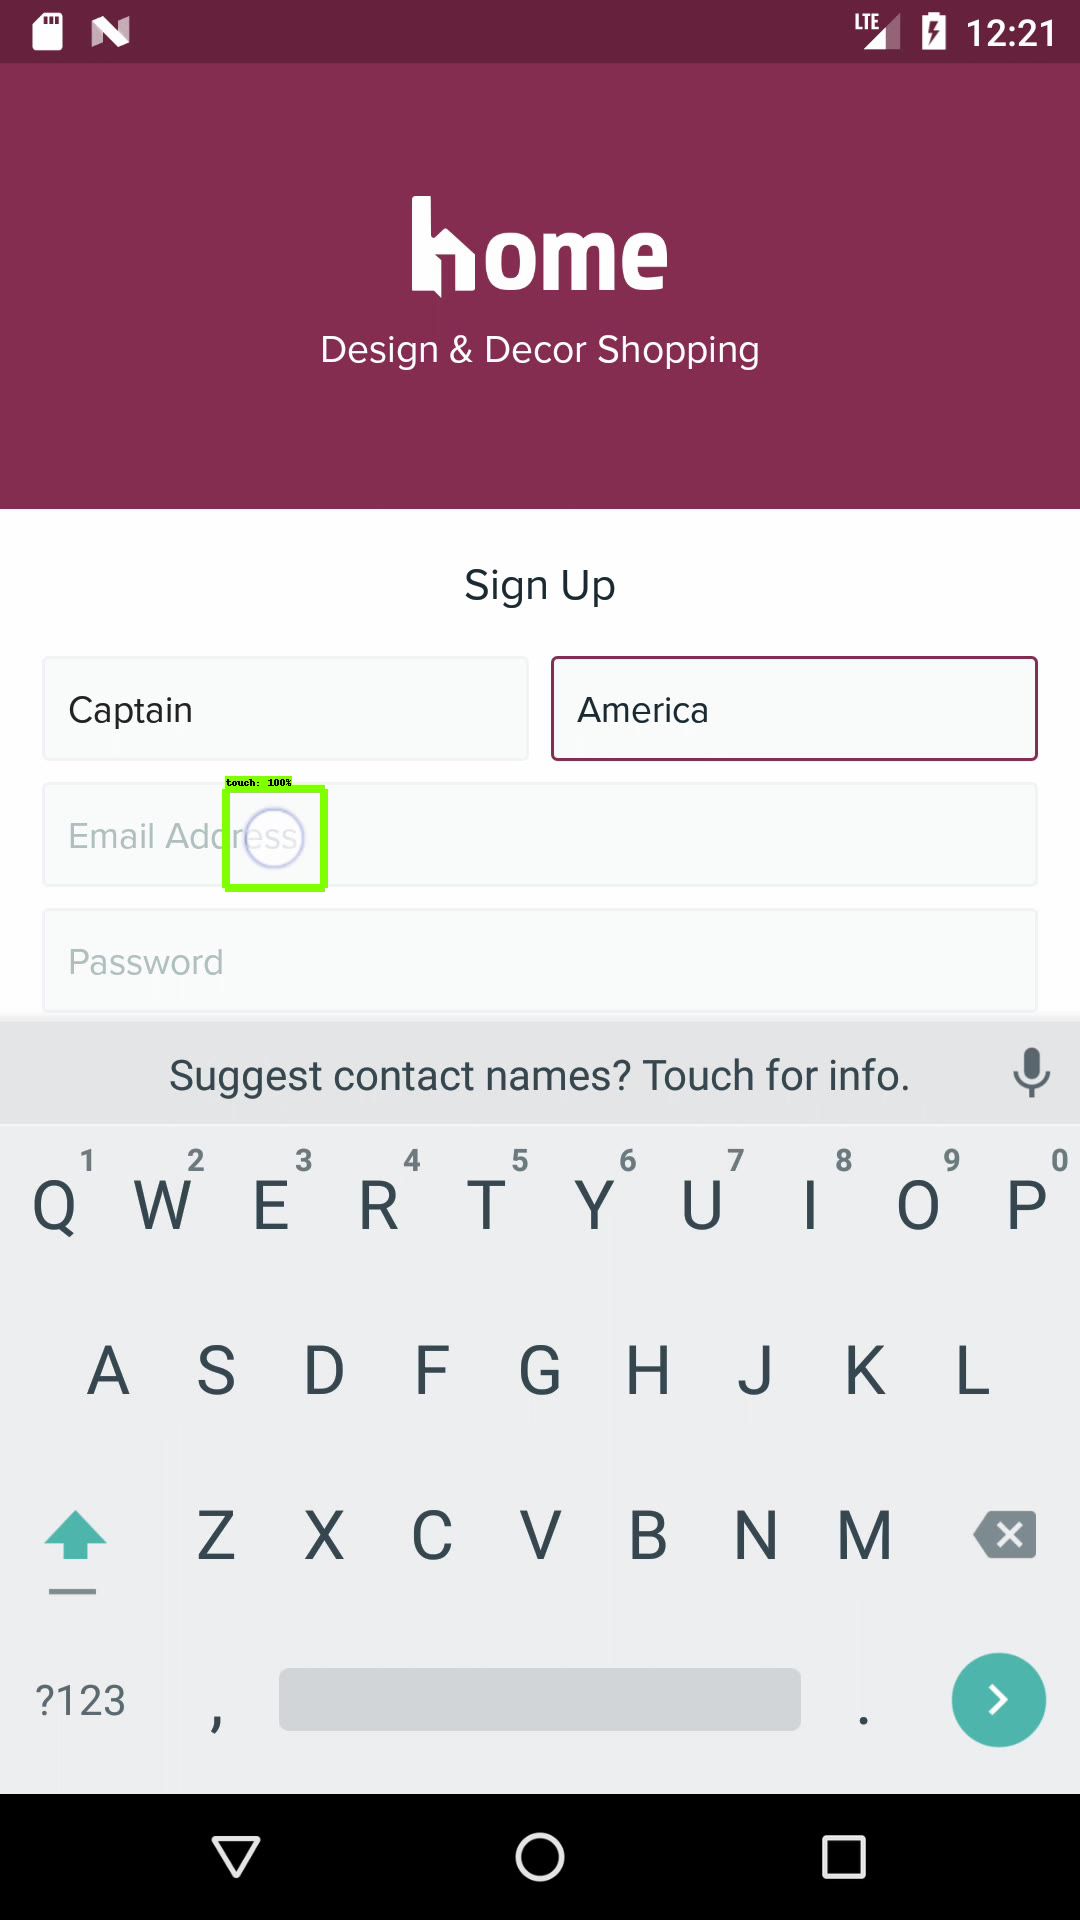 LTE 12:21
home
Design & Decor Shopping
Sign Up
Captain America
touch: 100%
Email Address
Password
Suggest contact names? Touch for info.
1 2 3 4 5 6 7 8 9 0
Q W E R T Y U I O P
A S D F G H J K L
Z X C V B N M
?123 , .